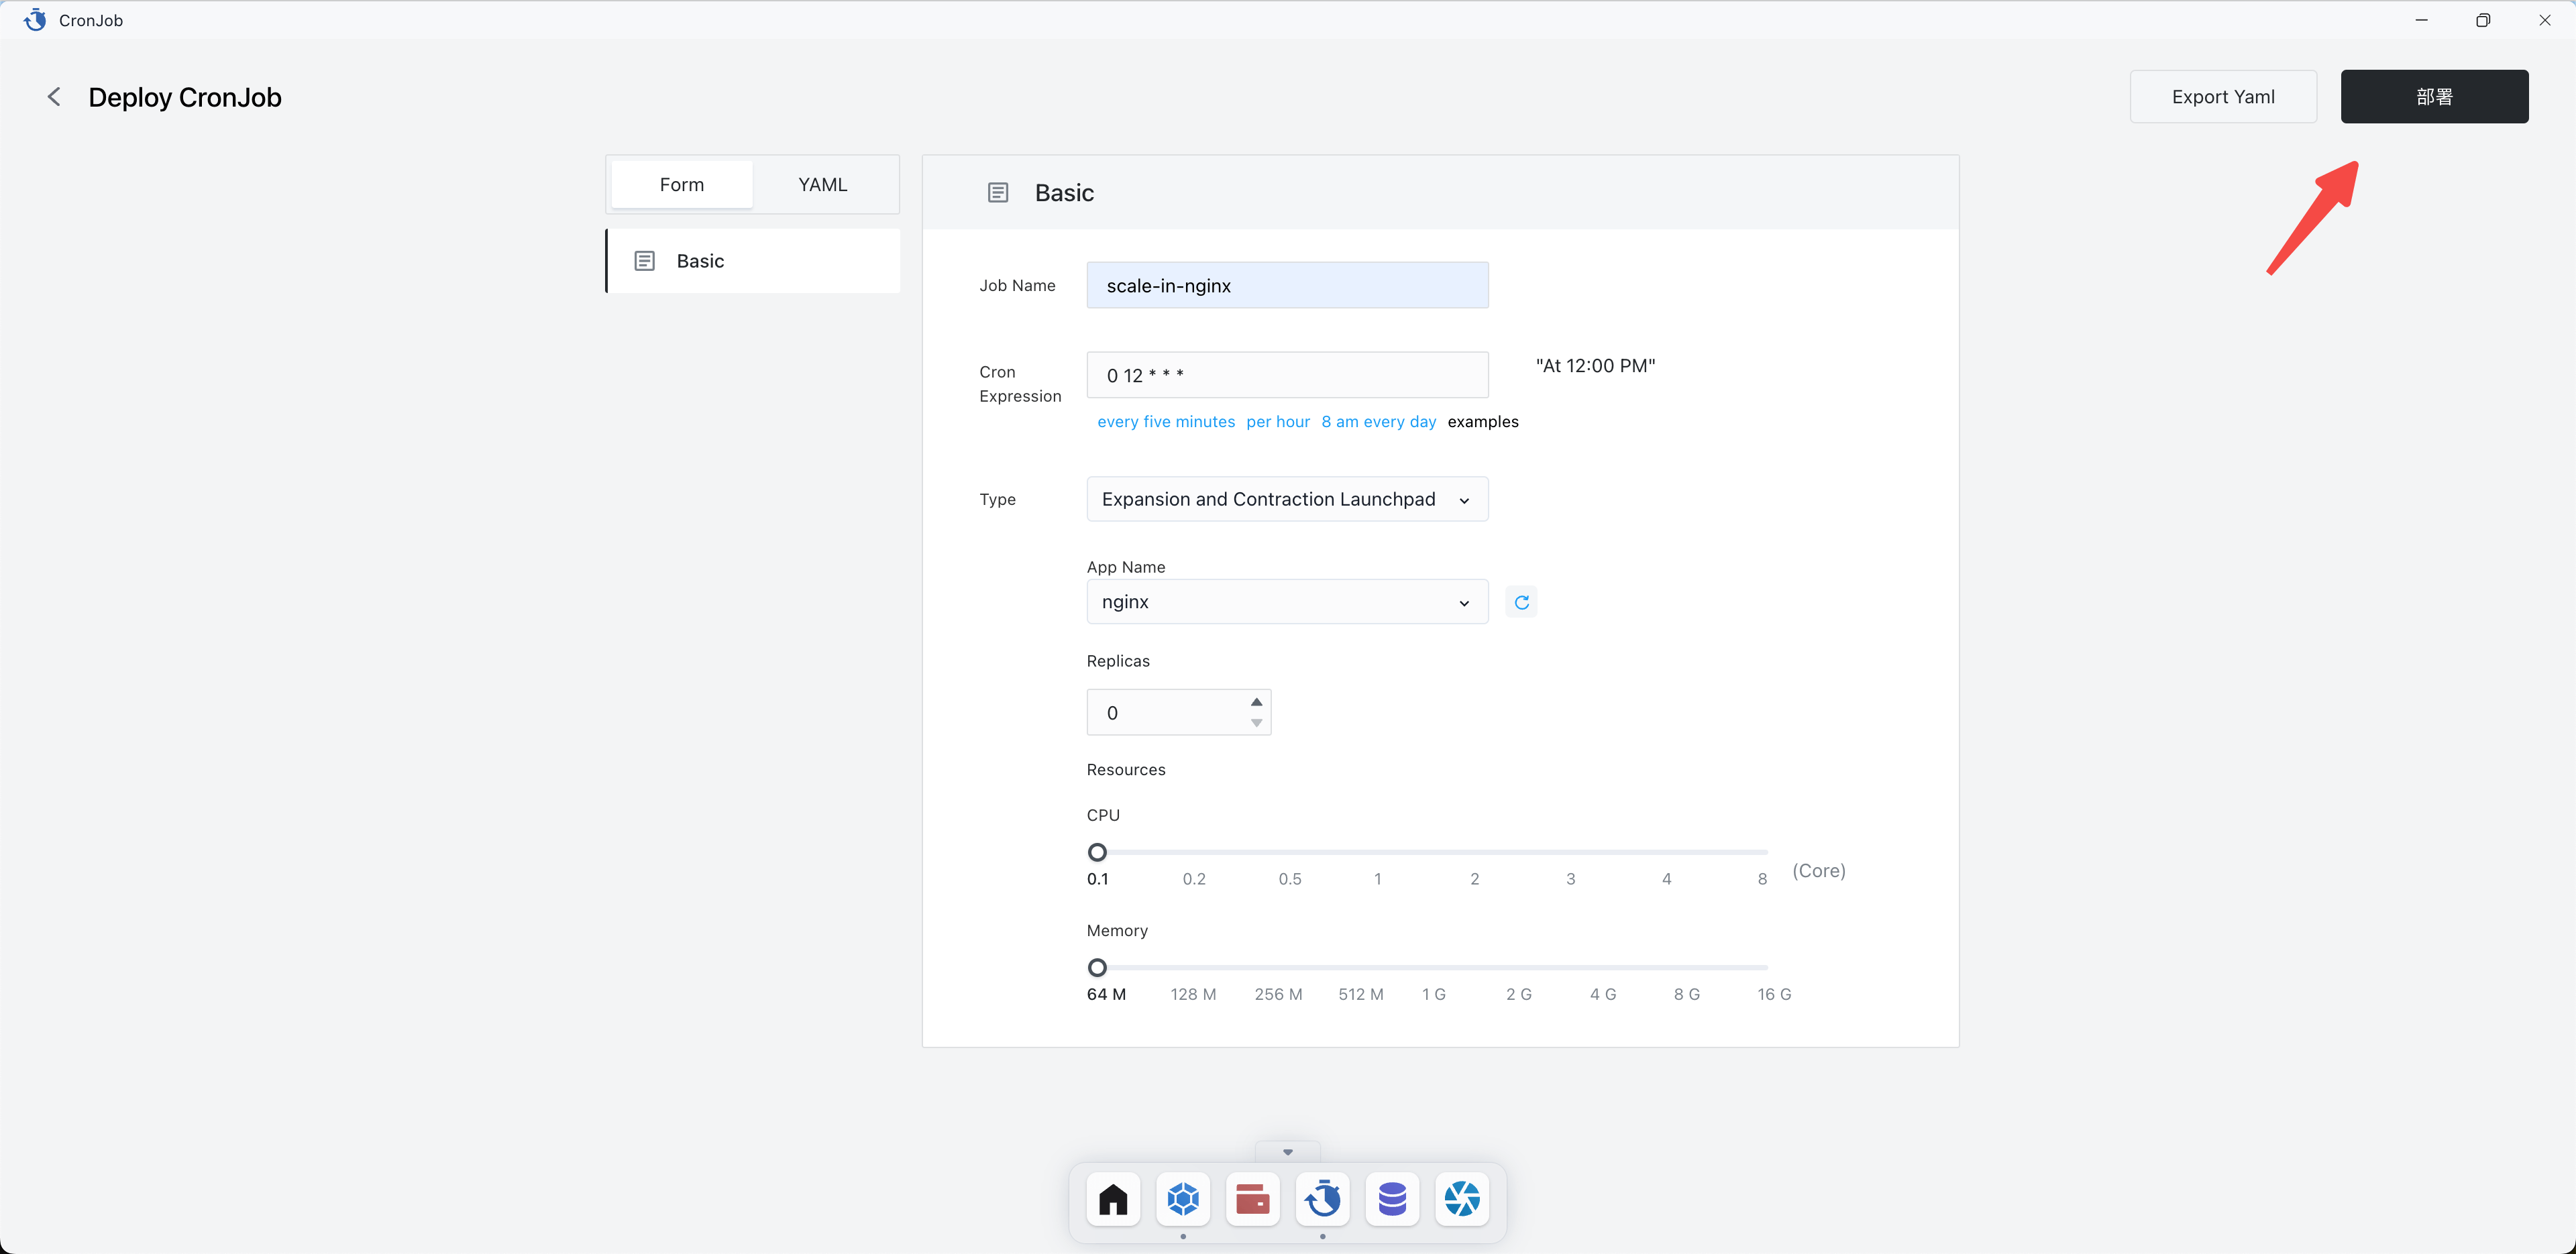 CronJob
Deploy CronJob
Export Yaml
部署
Form
YAML
Basic
Basic
Job Name
scale-in-nginx
Cron
Expression
0 12 * * *
"At 12:00 PM"
every five minutes per hour 8 am every day examples
Type
Expansion and Contraction Launchpad
App Name
nginx
Replicas
0
Resources
CPU
0.1 0.2 0.5 1 2 3 4 8
(Core)
Memory
64 M 128 M 256 M 512 M 1 G 2 G 4 G 8 G 16 G